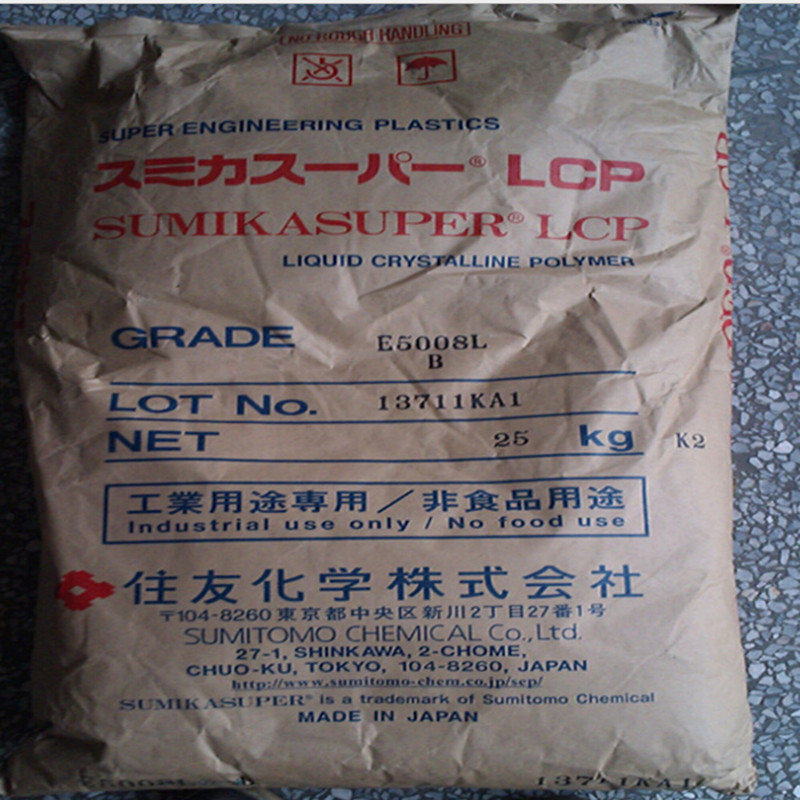 NO ROUGH HANDLING
SUPER ENGINEERING PLASTICS
スミカスーパー® LCP
SUMIKASUPER® LCP
LIQUID CRYSTALLINE POLYMER
GRADE E5008L
B
LOT No. 13711KA1
NET 25 kg K2
工業用途専用／非食品用途
Industrial use only / No food use
住友化学株式会社
〒104-8260 東京都中央区新川2丁目27番1号
SUMITOMO CHEMICAL Co., Ltd.
27-1, SHINKAWA, 2-CHOME,
CHUO-KU, TOKYO, 104-8260, JAPAN
http://www.sumitomo-chem.co.jp/sep/
SUMIKASUPER® is a trademark of Sumitomo Chemical
MADE IN JAPAN
E5008L 13711KA1